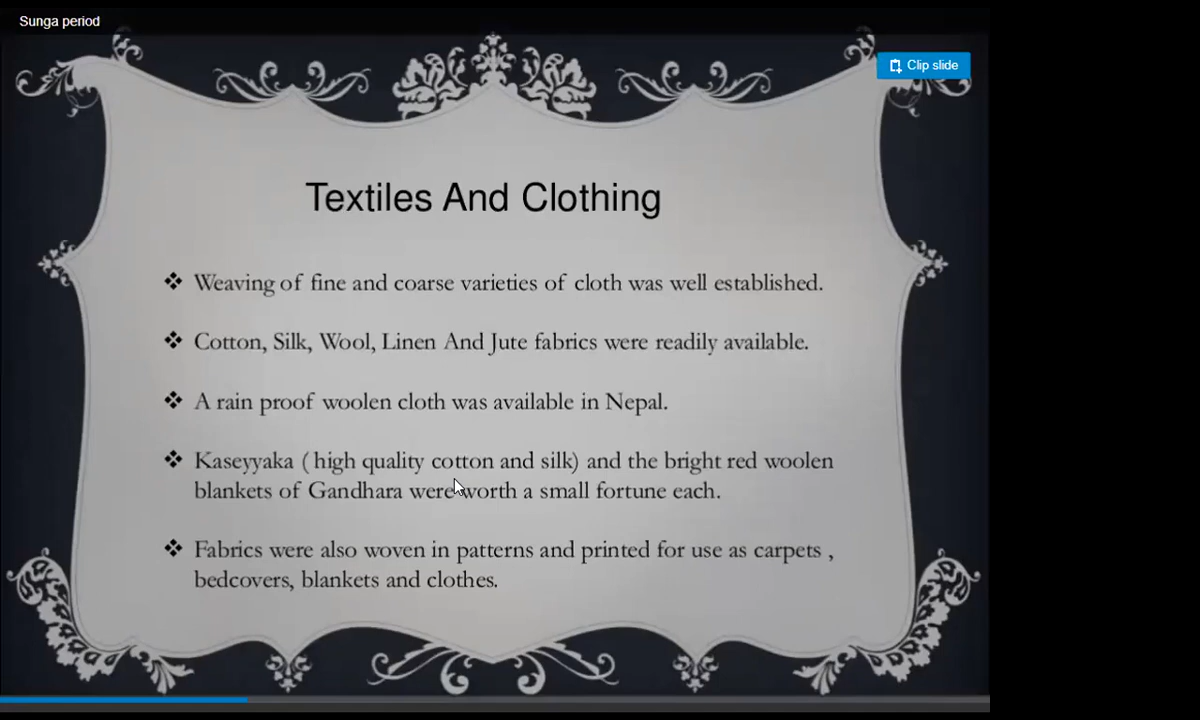 Sunga period
Clip slide
Textiles And Clothing
❖ Weaving of fine and coarse varieties of cloth was well established.
❖ Cotton, Silk, Wool, Linen And Jute fabrics were readily available.
❖ A rain proof woolen cloth was available in Nepal.
❖ Kaseyyaka ( high quality cotton and silk) and the bright red woolen
blankets of Gandhara were worth a small fortune each.
❖ Fabrics were also woven in patterns and printed for use as carpets ,
bedcovers, blankets and clothes.